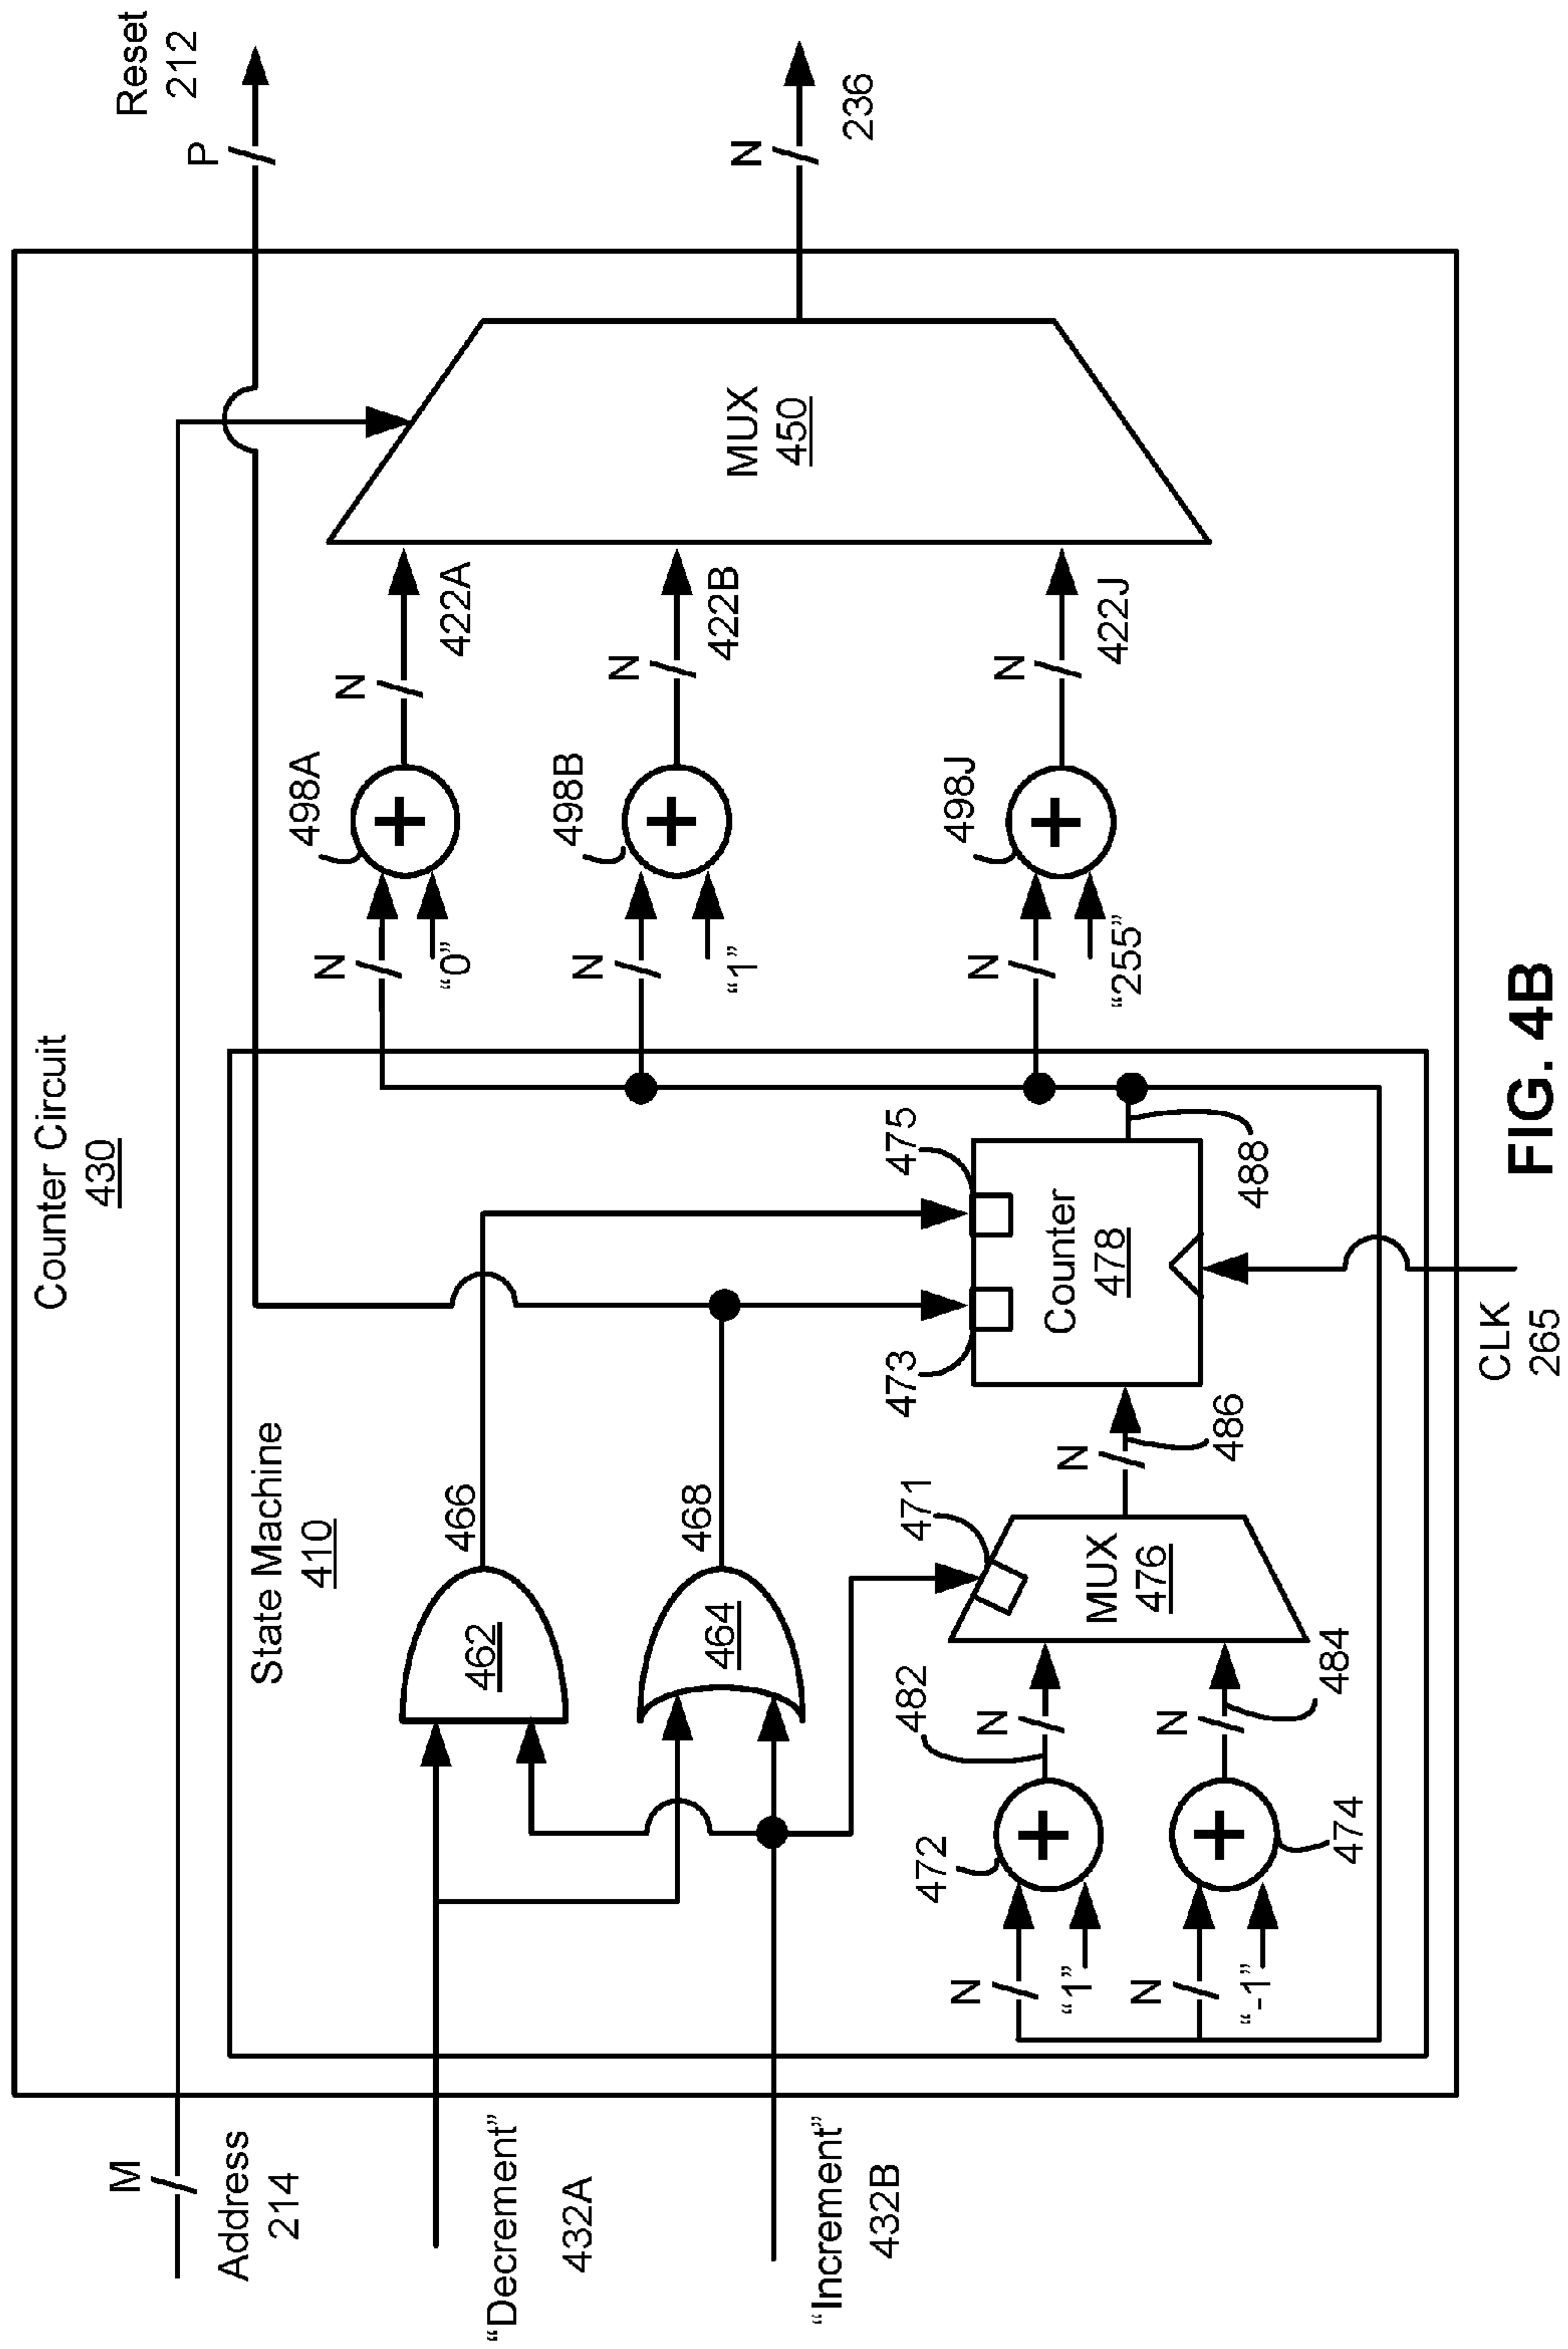 Counter Circuit
430
M
Address
214
"Decrement"
432A
"Increment"
432B
State Machine
410
462
466
464
468
N
"1"
N
"-1"
472
474
482
N
N
484
471
MUX
476
N
486
473
475
Counter
478
488
CLK
265
N
"0"
498A
N
422A
N
"1"
498B
N
422B
N
"255"
498J
N
422J
MUX
450
P
Reset
212
N
236
FIG. 4B